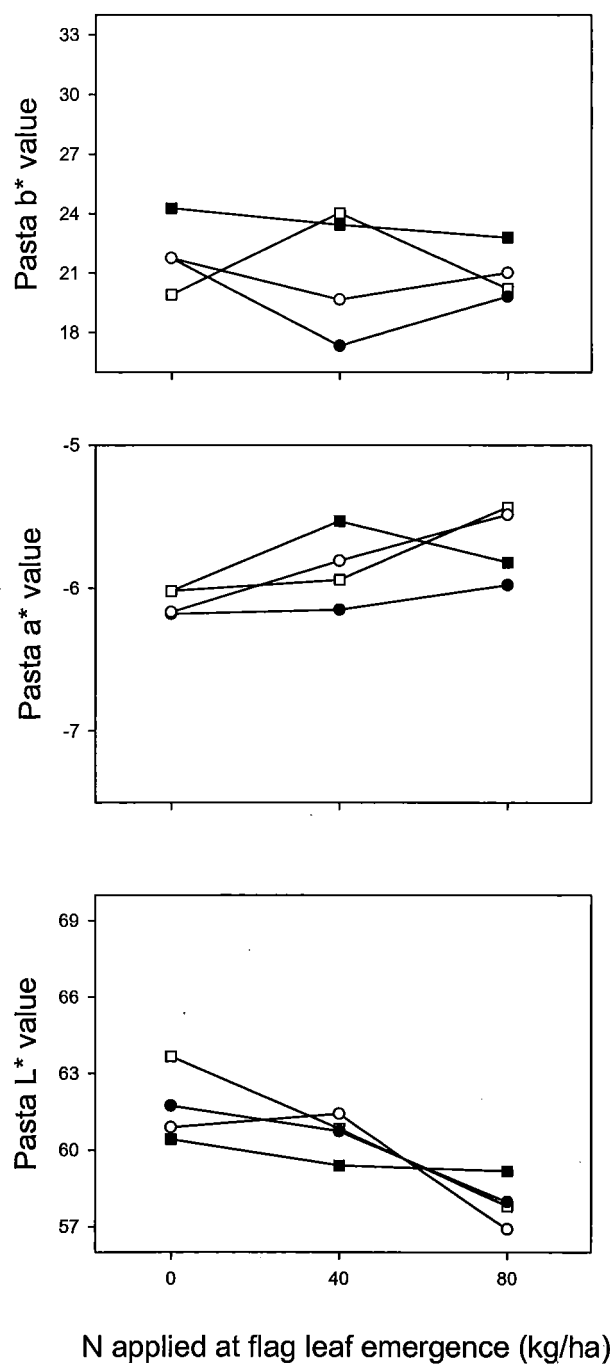 33
30
27
24
21
18
Pasta b* value
-5
-6
-7
Pasta a* value
69
66
63
60
57
Pasta L* value
0 40 80
N applied at flag leaf emergence (kg/ha)